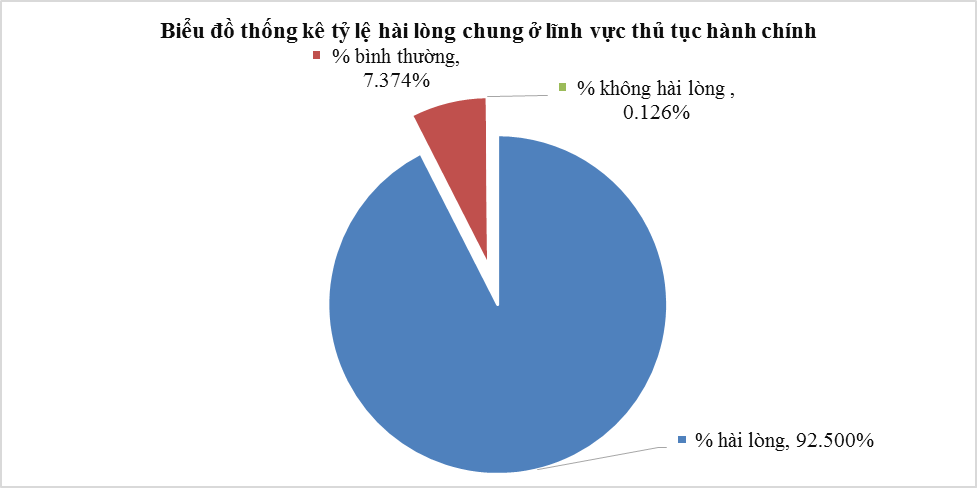 Biểu đồ thống kê tỷ lệ hài lòng chung ở lĩnh vực thủ tục hành chính
% bình thường,
7.374%
% không hài lòng ,
0.126%
% hài lòng, 92.500%